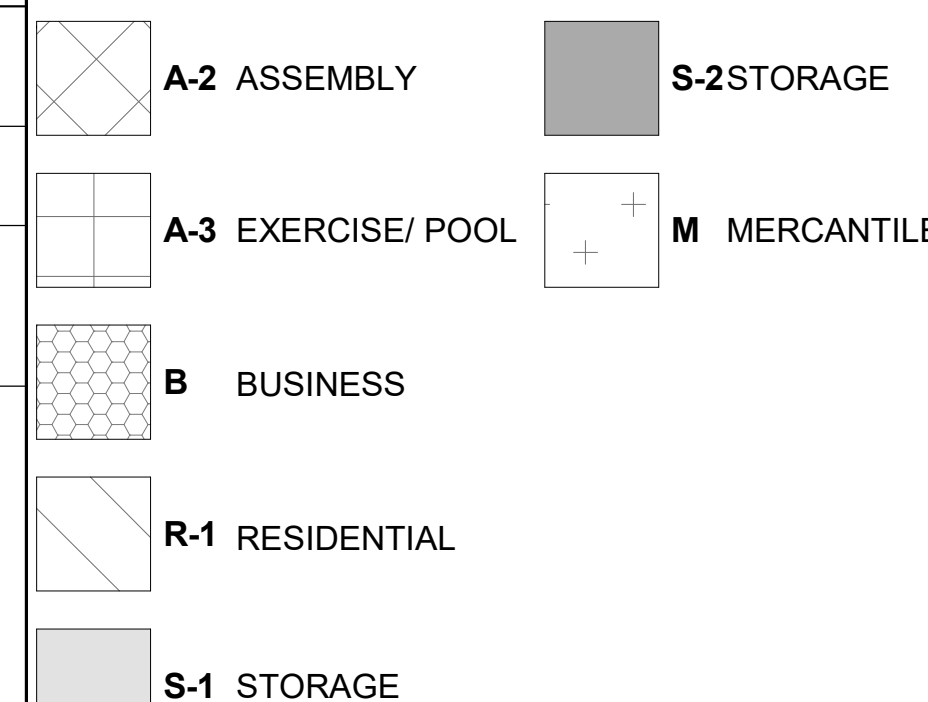 A-2 ASSEMBLY
A-3 EXERCISE/ POOL
B BUSINESS
R-1 RESIDENTIAL
S-1 STORAGE
S-2 STORAGE
M MERCANTILE